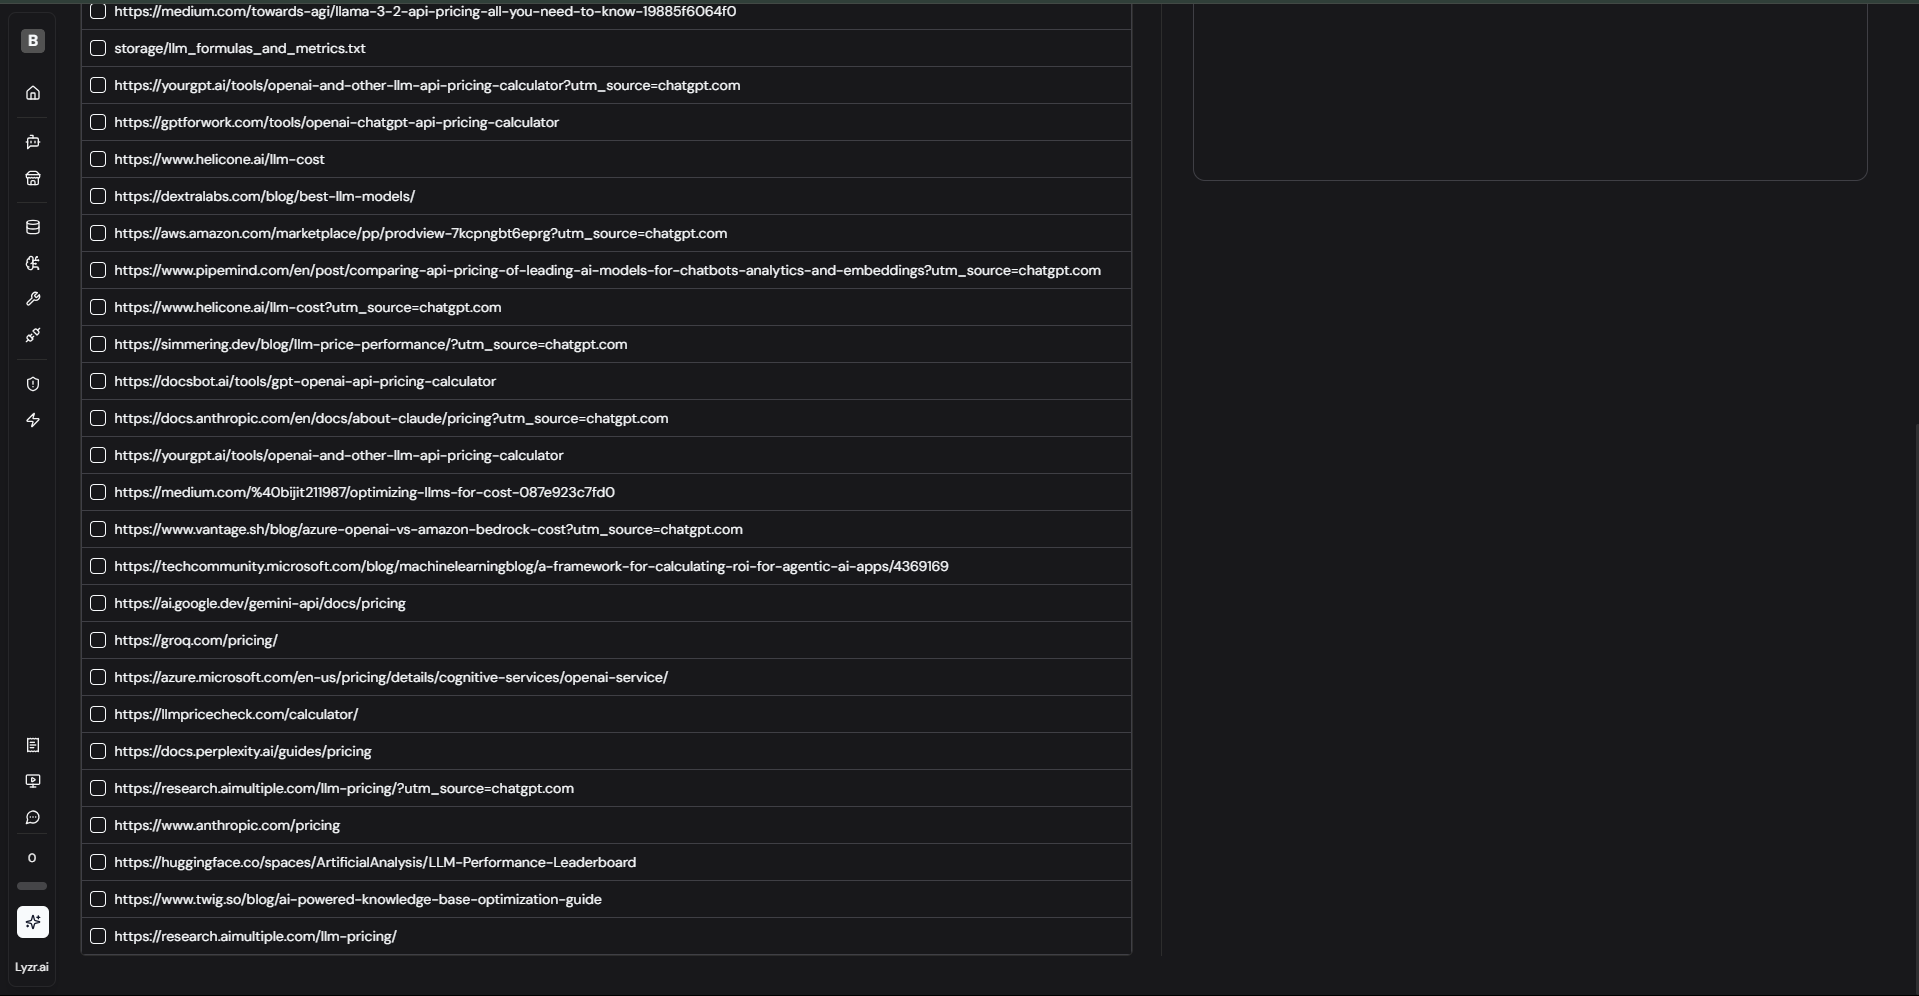 B
https://medium.com/towards-agi/llama-3-2-api-pricing-all-you-need-to-know-19885f6064f0
storage/llm_formulas_and_metrics.txt
https://yourgpt.ai/tools/openai-and-other-llm-api-pricing-calculator?utm_source=chatgpt.com
https://gptforwork.com/tools/openai-chatgpt-api-pricing-calculator
https://www.helicone.ai/llm-cost
https://dextralabs.com/blog/best-llm-models/
https://aws.amazon.com/marketplace/pp/prodview-7kcpngbt6eprg?utm_source=chatgpt.com
https://www.pipemind.com/en/post/comparing-api-pricing-of-leading-ai-models-for-chatbots-analytics-and-embeddings?utm_source=chatgpt.com
https://www.helicone.ai/llm-cost?utm_source=chatgpt.com
https://simmering.dev/blog/llm-price-performance/?utm_source=chatgpt.com
https://docsbot.ai/tools/gpt-openai-api-pricing-calculator
https://docs.anthropic.com/en/docs/about-claude/pricing?utm_source=chatgpt.com
https://yourgpt.ai/tools/openai-and-other-llm-api-pricing-calculator
https://medium.com/%40bijit211987/optimizing-llms-for-cost-087e923c7fd0
https://www.vantage.sh/blog/azure-openai-vs-amazon-bedrock-cost?utm_source=chatgpt.com
https://techcommunity.microsoft.com/blog/machinelearningblog/a-framework-for-calculating-roi-for-agentic-ai-apps/4369169
https://ai.google.dev/gemini-api/docs/pricing
https://groq.com/pricing/
https://azure.microsoft.com/en-us/pricing/details/cognitive-services/openai-service/
https://llmpricecheck.com/calculator/
https://docs.perplexity.ai/guides/pricing
https://research.aimultiple.com/llm-pricing/?utm_source=chatgpt.com
https://www.anthropic.com/pricing
https://huggingface.co/spaces/ArtificialAnalysis/LLM-Performance-Leaderboard
https://www.twig.so/blog/ai-powered-knowledge-base-optimization-guide
https://research.aimultiple.com/llm-pricing/
0
Lyzr.ai